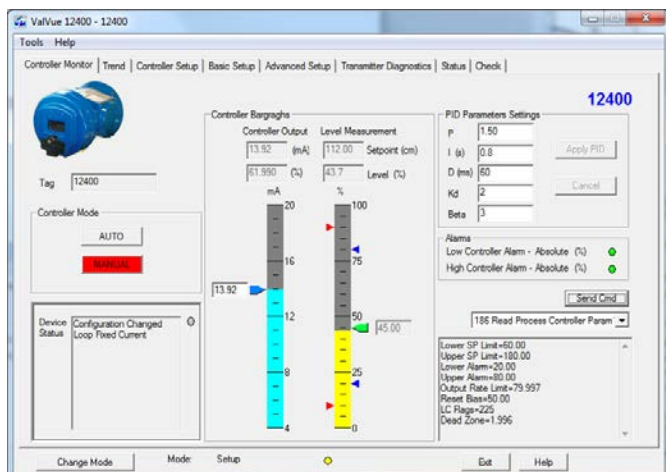 ValVue 12400 - 12400
Tools Help
Controller Monitor Trend Controller Setup Basic Setup Advanced Setup Transmitter Diagnostics Status Check
12400
Tag 12400
Controller Mode
AUTO
MANUAL
Device Status
Configuration Changed
Loop Fixed Current
Controller Bargraghs
Controller Output Level Measurement
13.92 (mA) 112.00 Setpoint (cm)
61.990 (%) 43.7 Level (%)
mA %
20 100
16 75
13.92
12 50
45.00
8 25
4 0
PID Parameters Settings
P 1.50
I (s) 0.8
D (ms) 60
Kd 2
Beta 3
Apply PID
Cancel
Alarms
Low Controller Alarm - Absolute (%)
High Controller Alarm - Absolute (%)
Send Cmd
186 Read Process Controller Param
Lower SP Limit=60.00
Upper SP Limit=180.00
Lower Alarm=20.00
Upper Alarm=80.00
Output Rate Limit=79.997
Reset Bias=50.00
LC Rags=225
Dead Zone=1.996
Change Mode Mode: Setup Exit Help